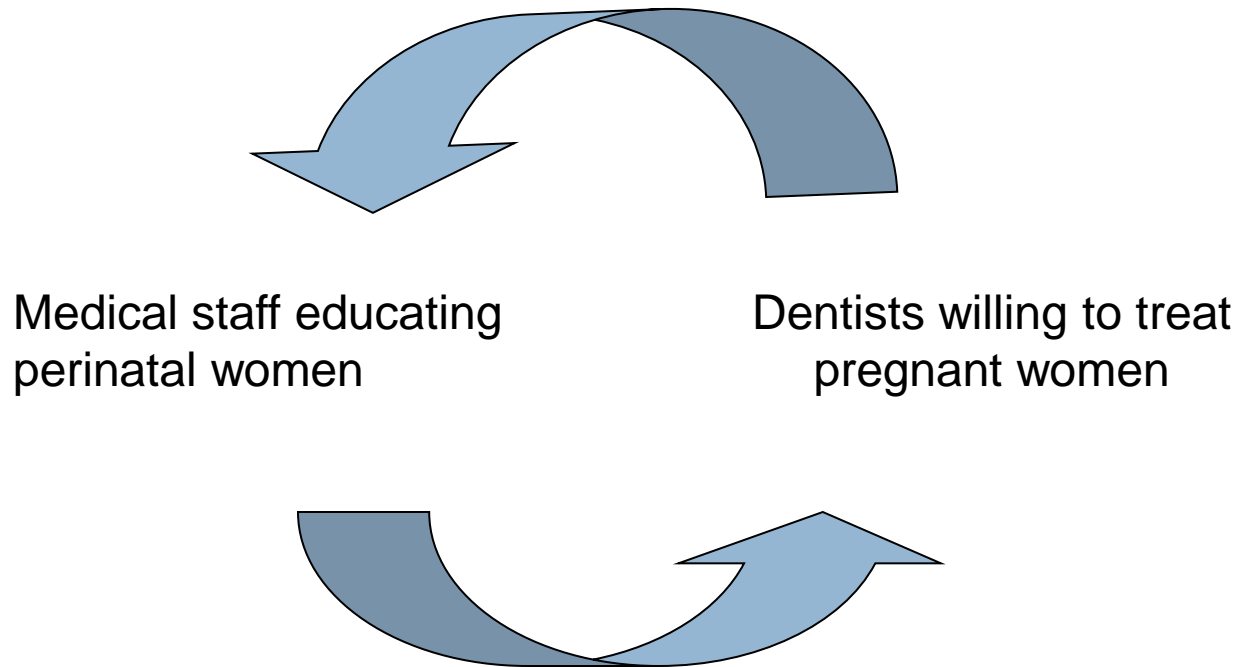 Medical staff educating
perinatal women
Dentists willing to treat
pregnant women